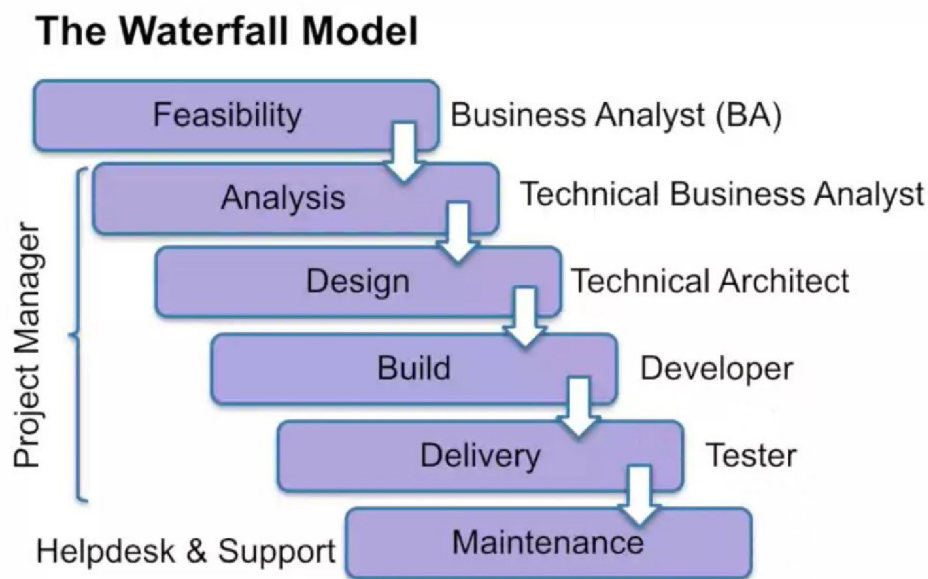 The Waterfall Model
Feasibility
Business Analyst (BA)
Analysis
Technical Business Analyst
Design
Technical Architect
Build
Developer
Delivery
Tester
Maintenance
Helpdesk & Support
Project Manager